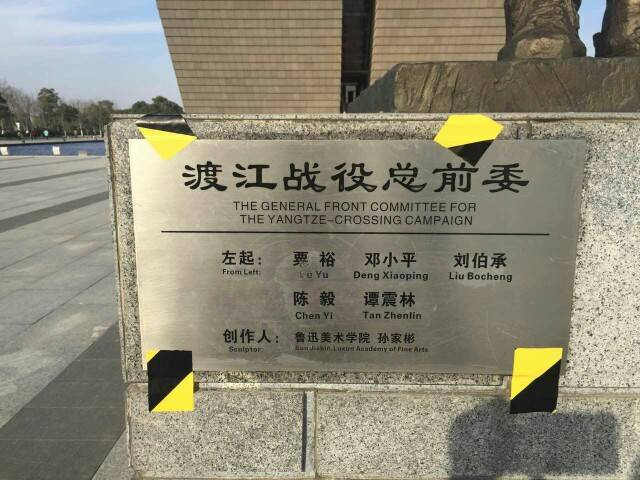 渡江战役总前委
THE GENERAL FRONT COMMITTEE FOR
THE YANGTZE-CROSSING CAMPAIGN
左起： 粟 裕 邓小平 刘伯承
From Left: Yu Deng Xiaoping Liu Bocheng
陈 毅 谭震林
Chen Yi Tan Zhenlin
创作人： 鲁迅美术学院 孙家彬
Sculptor: Sun Jiabin, Luxun Academy of Fine Arts